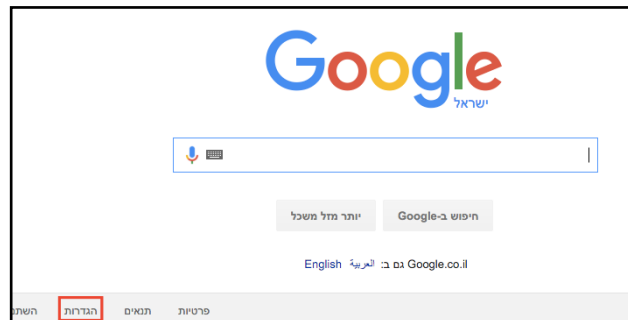 Google
ישראל
חיפוש ב-Google
יותר מזל משכל
Google.co.il גם ב: العربية English
פרטיות תנאים הגדרות